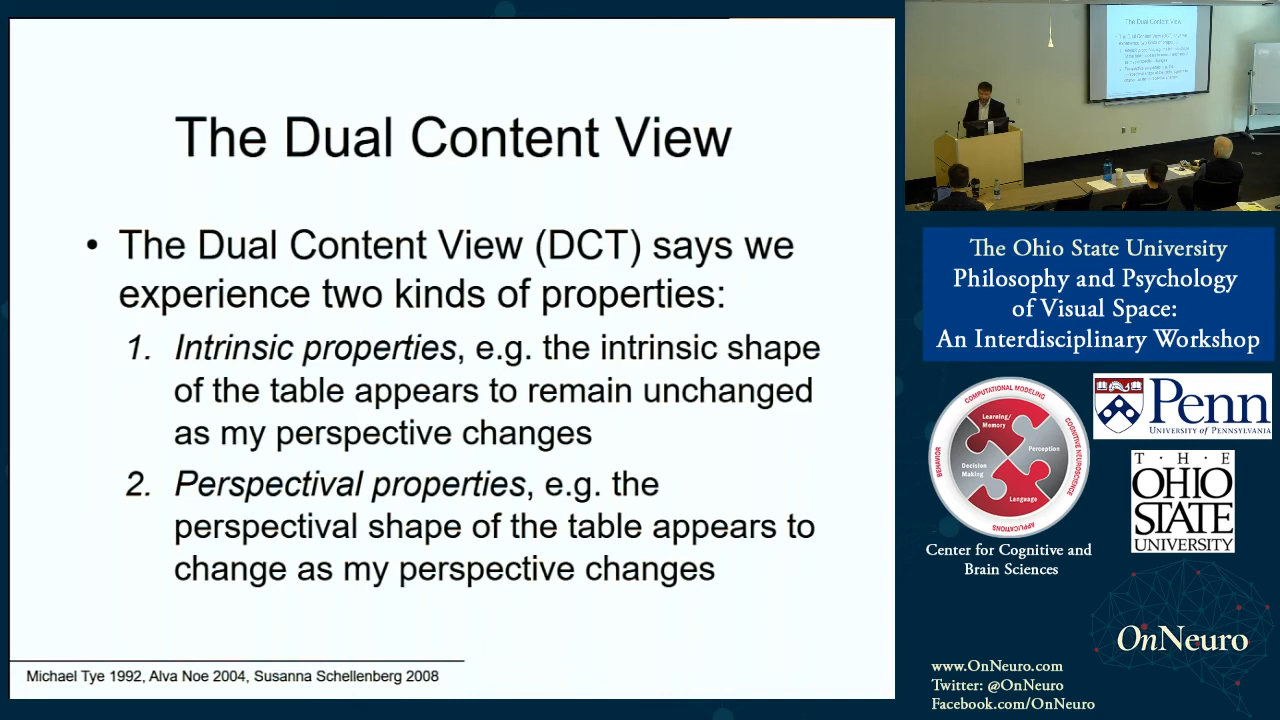 The Dual Content View
• The Dual Content View (DCT) says we
experience two kinds of properties:
1. Intrinsic properties, e.g. the intrinsic shape
of the table appears to remain unchanged
as my perspective changes
2. Perspectival properties, e.g. the
perspectival shape of the table appears to
change as my perspective changes
Michael Tye 1992, Alva Noe 2004, Susanna Schellenberg 2008
The Dual Content View
The Ohio State University
Philosophy and Psychology
of Visual Space:
An Interdisciplinary Workshop
COMPUTATIONAL MODELING
COGNITIVE NEUROSCIENCE
APPLICATIONS
BEHAVIOR
Learning/
Memory
Perception
Decision
Making
Language
Center for Cognitive and
Brain Sciences
Penn
UNIVERSITY OF PENNSYLVANIA
T · H · E
OHIO
STATE
UNIVERSITY
OnNeuro
www.OnNeuro.com
Twitter: @OnNeuro
Facebook.com/OnNeuro